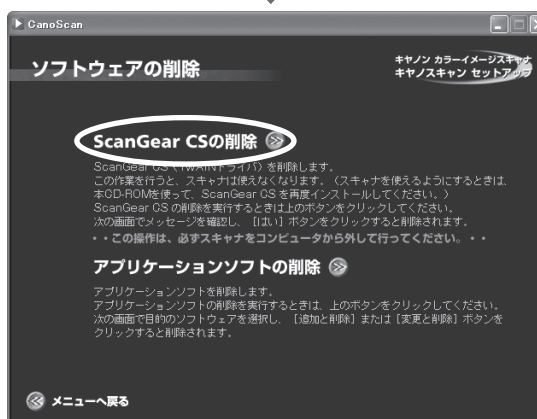 CanoScan
キヤノン カラーイメージスキャナ
キヤノスキャン セットアップ
ソフトウェアの削除
ScanGear CSの削除
ScanGear CS（TWAINドライバ）を削除します。
この作業を行うと、スキャナは使えなくなります。（スキャナを使えるようにするときは、
本CD-ROMを使って、ScanGear CS を再度インストールしてください。）
ScanGear CS の削除を実行するときは上のボタンをクリックしてください。
次の画面でメッセージを確認し、［はい］ボタンをクリックすると削除されます。
・・この操作は、必ずスキャナをコンピュータから外して行ってください。・・
アプリケーションソフトの削除
アプリケーションソフトを削除します。
アプリケーションソフトの削除を実行するときは、上のボタンをクリックしてください。
次の画面で目的のソフトウェアを選択し、［追加と削除］または［変更と削除］ボタンを
クリックすると削除されます。
メニューへ戻る